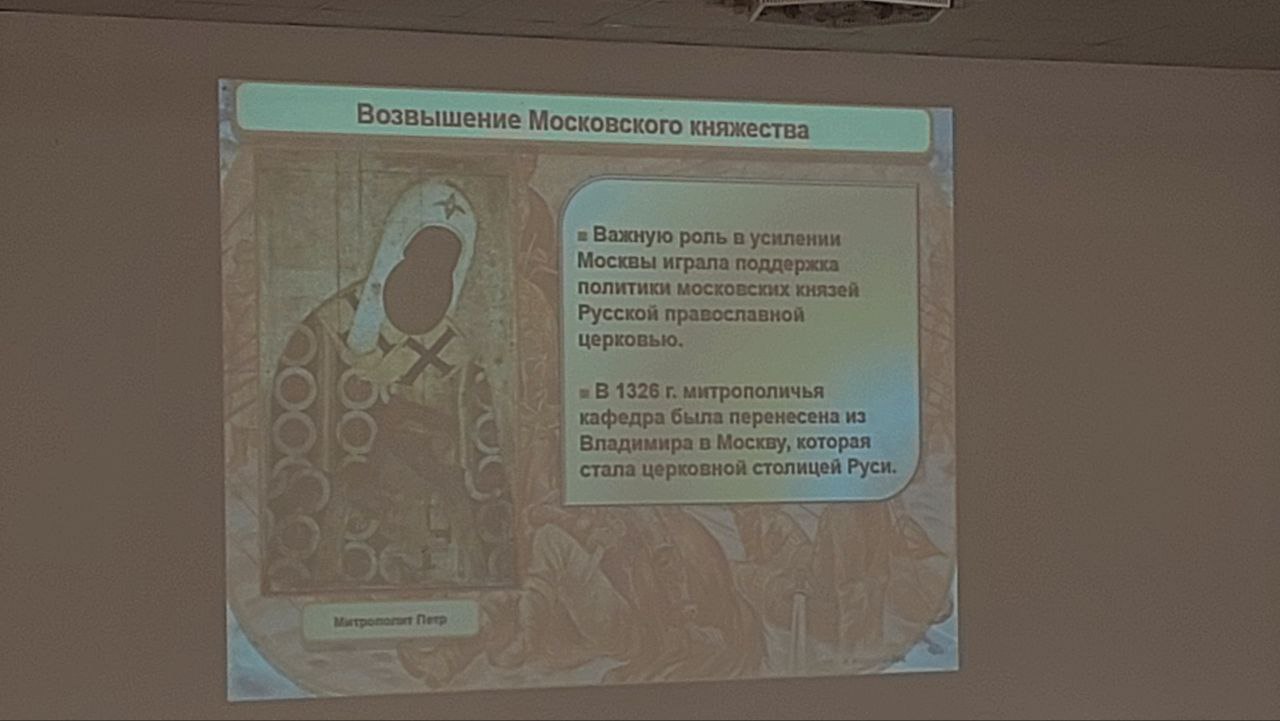 Возвышение Московского княжества
Важную роль в усилении
Москвы играла поддержка
политики московских князей
Русской православной
церковью.
В 1326 г. митрополичья
кафедра была перенесена из
Владимира в Москву, которая
стала церковной столицей Руси.
Митрополит Петр